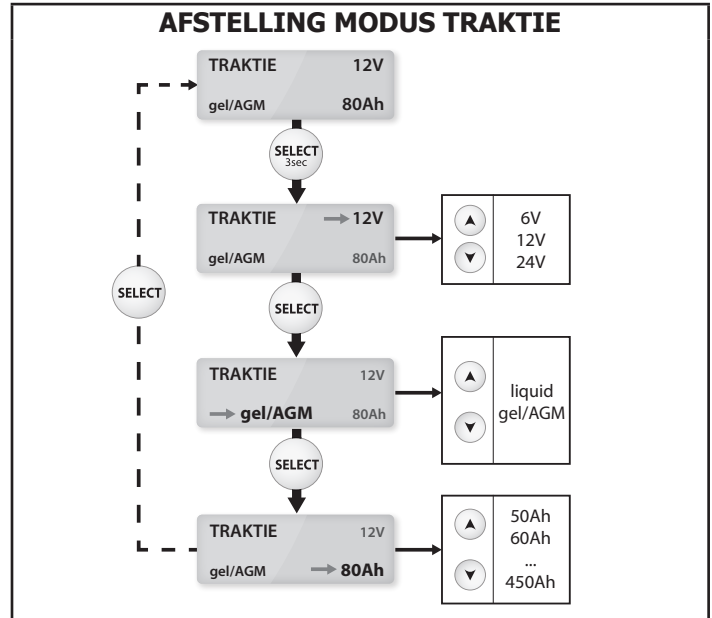 AFSTELLING MODUS TRAKTIE
TRAKTIE 12V
gel/AGM 80Ah
SELECT
3sec
TRAKTIE 12V
gel/AGM 80Ah
6V
12V
24V
SELECT
SELECT
TRAKTIE 12V
gel/AGM 80Ah
liquid
gel/AGM
SELECT
TRAKTIE 12V
gel/AGM 80Ah
50Ah
60Ah
...
450Ah